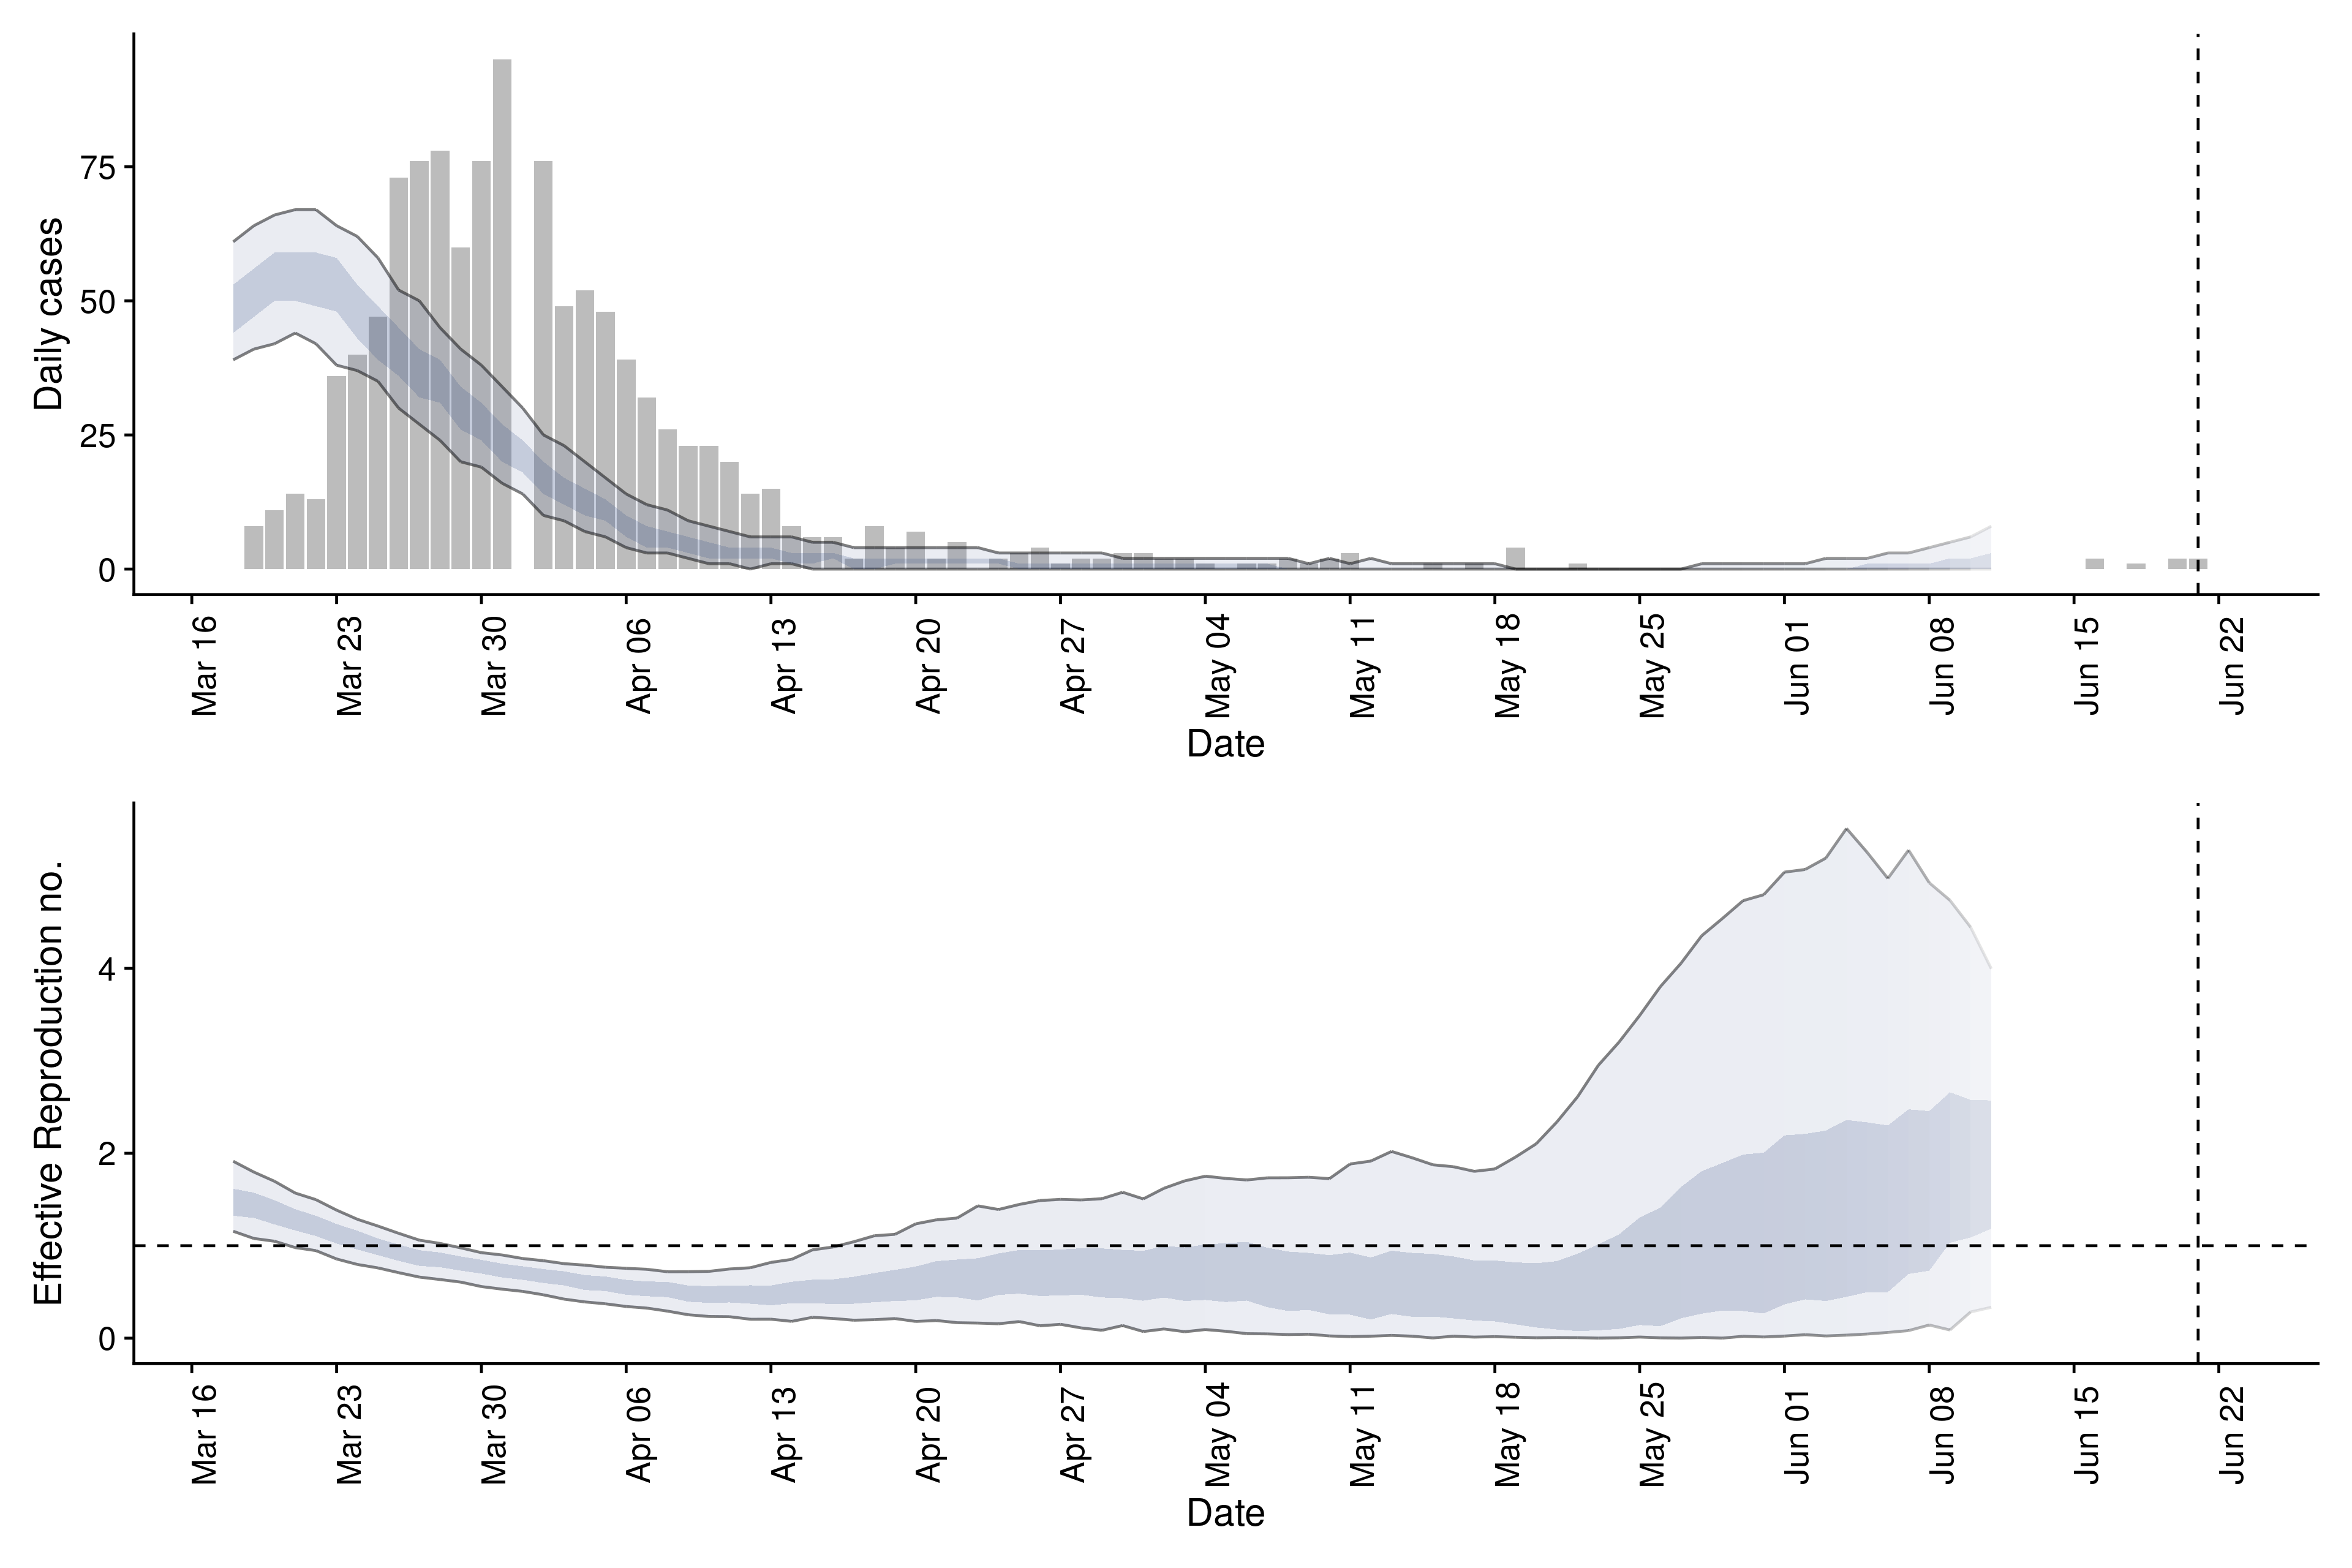 Daily cases
75
50
25
0
Mar 16
Mar 23
Mar 30
Apr 06
Apr 13
Apr 20
Apr 27
May 04
May 11
May 18
May 25
Jun 01
Jun 08
Jun 15
Jun 22
Date
Effective Reproduction no.
4
2
0
Mar 16
Mar 23
Mar 30
Apr 06
Apr 13
Apr 20
Apr 27
May 04
May 11
May 18
May 25
Jun 01
Jun 08
Jun 15
Jun 22
Date